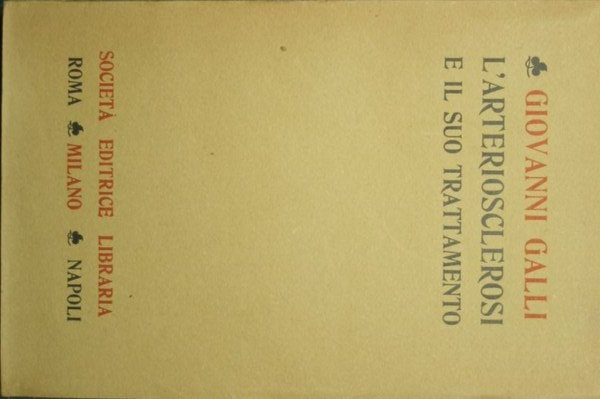 GIOVANNI GALLI
L'ARTERIOSCLEROSI
E IL SUO TRATTAMENTO
SOCIETÀ EDITRICE LIBRARIA
ROMA MILANO NAPOLI